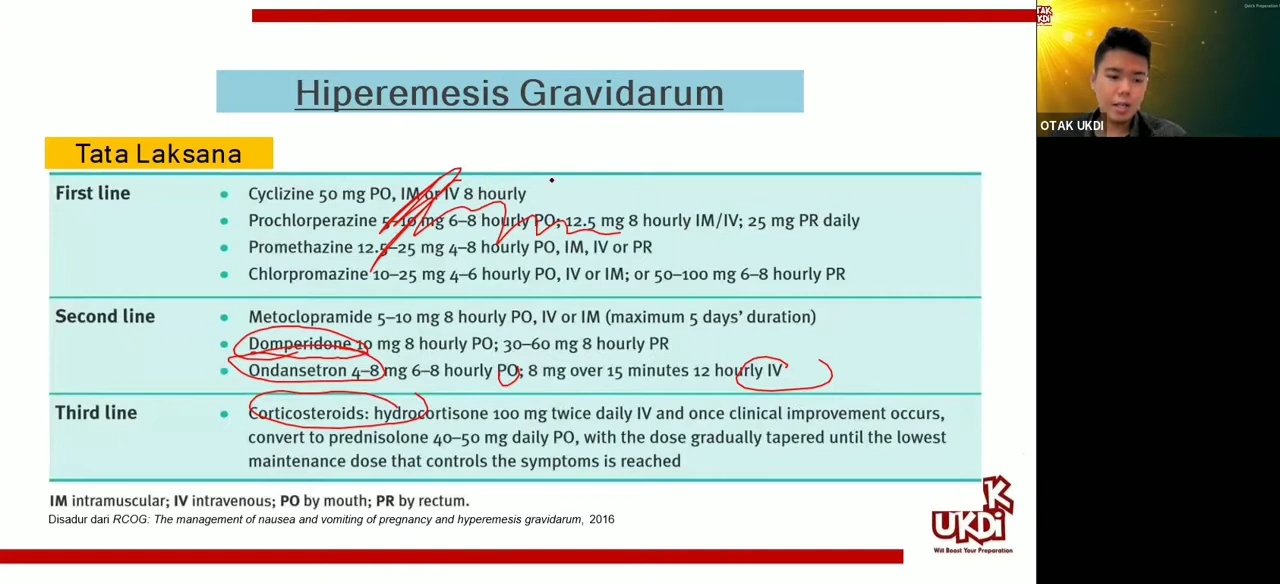 Hiperemesis Gravidarum
Tata Laksana
First line
• Cyclizine 50 mg PO, IM or IV 8 hourly
• Prochlorperazine 5–10 mg 6–8 hourly PO; 12.5 mg 8 hourly IM/IV; 25 mg PR daily
• Promethazine 12.5–25 mg 4–8 hourly PO, IM, IV or PR
• Chlorpromazine 10–25 mg 4–6 hourly PO, IV or IM; or 50–100 mg 6–8 hourly PR
Second line
• Metoclopramide 5–10 mg 8 hourly PO, IV or IM (maximum 5 days' duration)
• Domperidone 10 mg 8 hourly PO; 30–60 mg 8 hourly PR
• Ondansetron 4–8 mg 6–8 hourly PO; 8 mg over 15 minutes 12 hourly IV
Third line
• Corticosteroids: hydrocortisone 100 mg twice daily IV and once clinical improvement occurs,
convert to prednisolone 40–50 mg daily PO, with the dose gradually tapered until the lowest
maintenance dose that controls the symptoms is reached
IM intramuscular; IV intravenous; PO by mouth; PR by rectum.
Disadur dari RCOG: The management of nausea and vomiting of pregnancy and hyperemesis gravidarum, 2016
UKDi
Will Boost Your Preparation
OTAK
UKDI
OTAK UKDI